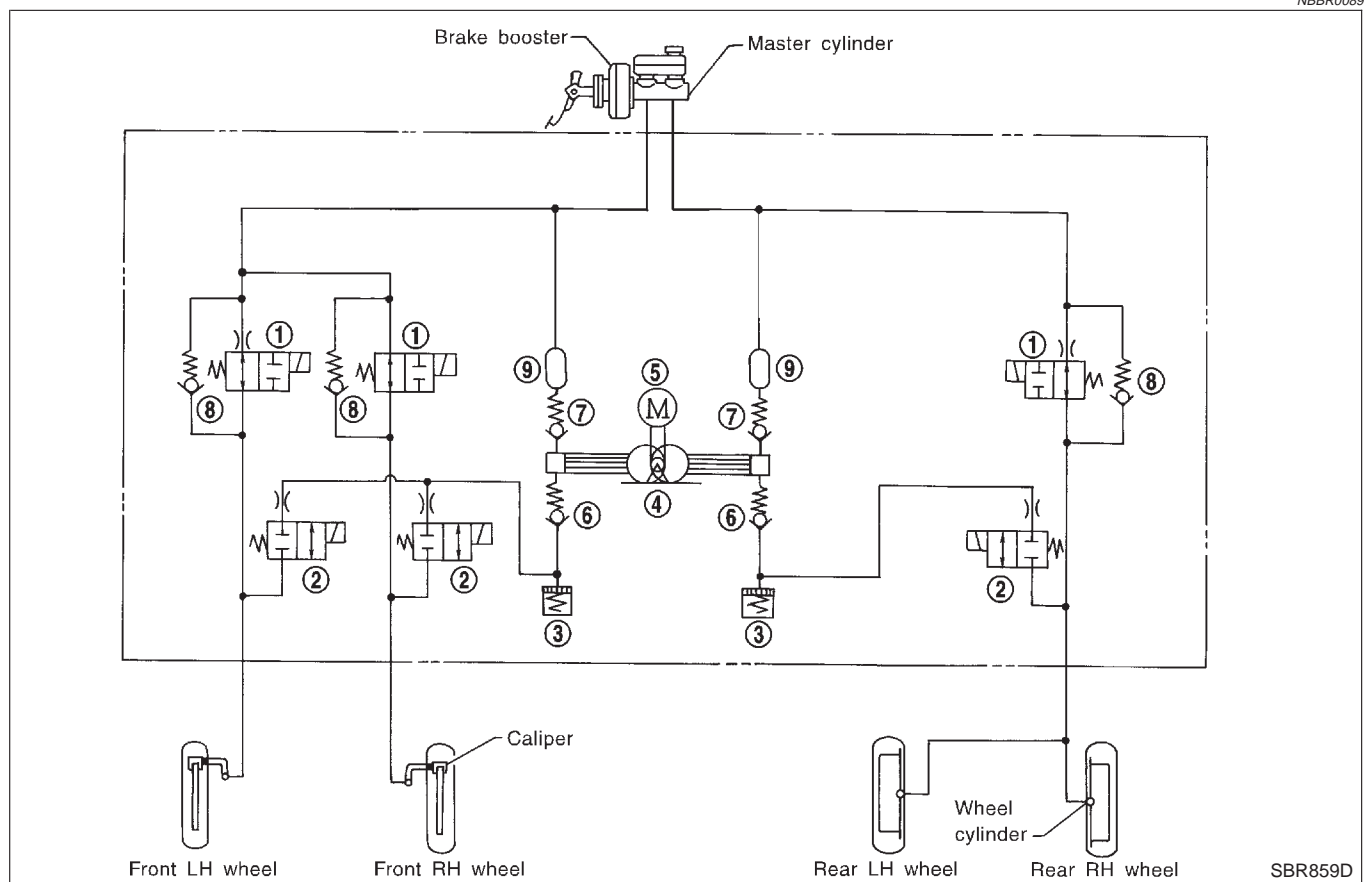 NBBR0089
Brake booster
Master cylinder
1
1
1
8
8
8
9
5
9
M
7
7
6
4
6
2
2
2
3
3
Caliper
Wheel
cylinder
Front LH wheel
Front RH wheel
Rear LH wheel
Rear RH wheel
SBR859D